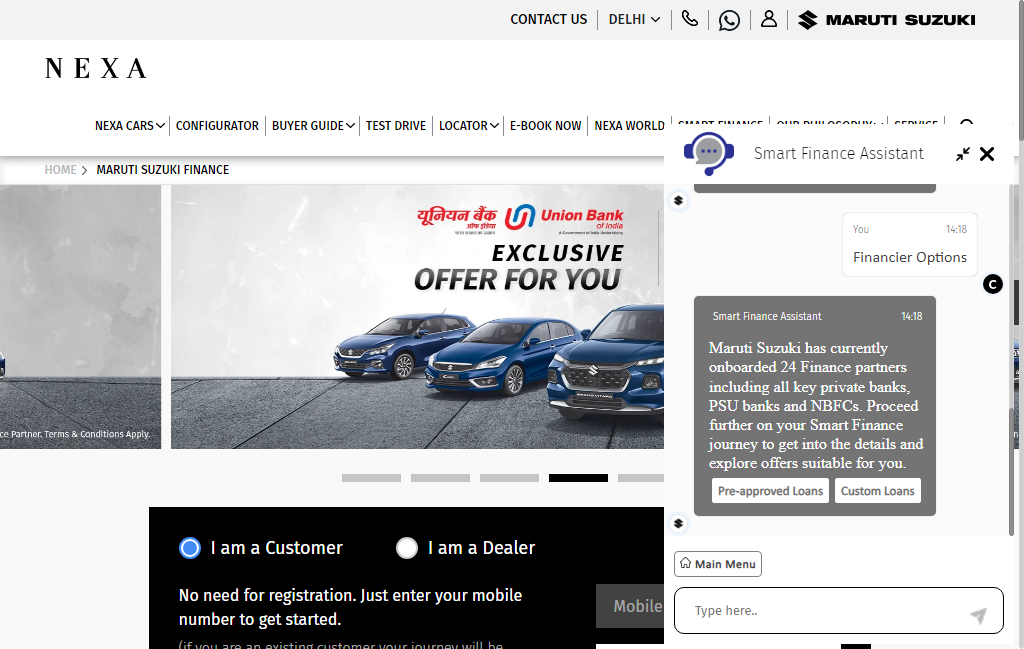 CONTACT US
DELHI
MARUTI SUZUKI
NEXA
NEXA CARS
CONFIGURATOR
BUYER GUIDE
TEST DRIVE
LOCATOR
E-BOOK NOW
NEXA WORLD
SMART FINANCE
OUR PHILOSOPHY
SERVICE
HOME
MARUTI SUZUKI FINANCE
यूनियन बैंक
ऑफ इंडिया
Union Bank
of India
A Government of India Undertaking
EXCLUSIVE
OFFER FOR YOU
ce Partner. Terms & Conditions Apply.
I am a Customer
I am a Dealer
No need for registration. Just enter your mobile
number to get started.
(if you are an existing customer your journey will be
Mobile
Smart Finance Assistant
You 14:18
Financier Options
C
Smart Finance Assistant 14:18
Maruti Suzuki has currently
onboarded 24 Finance partners
including all key private banks,
PSU banks and NBFCs. Proceed
further on your Smart Finance
journey to get into the details and
explore offers suitable for you.
Pre-approved Loans
Custom Loans
Main Menu
Type here..